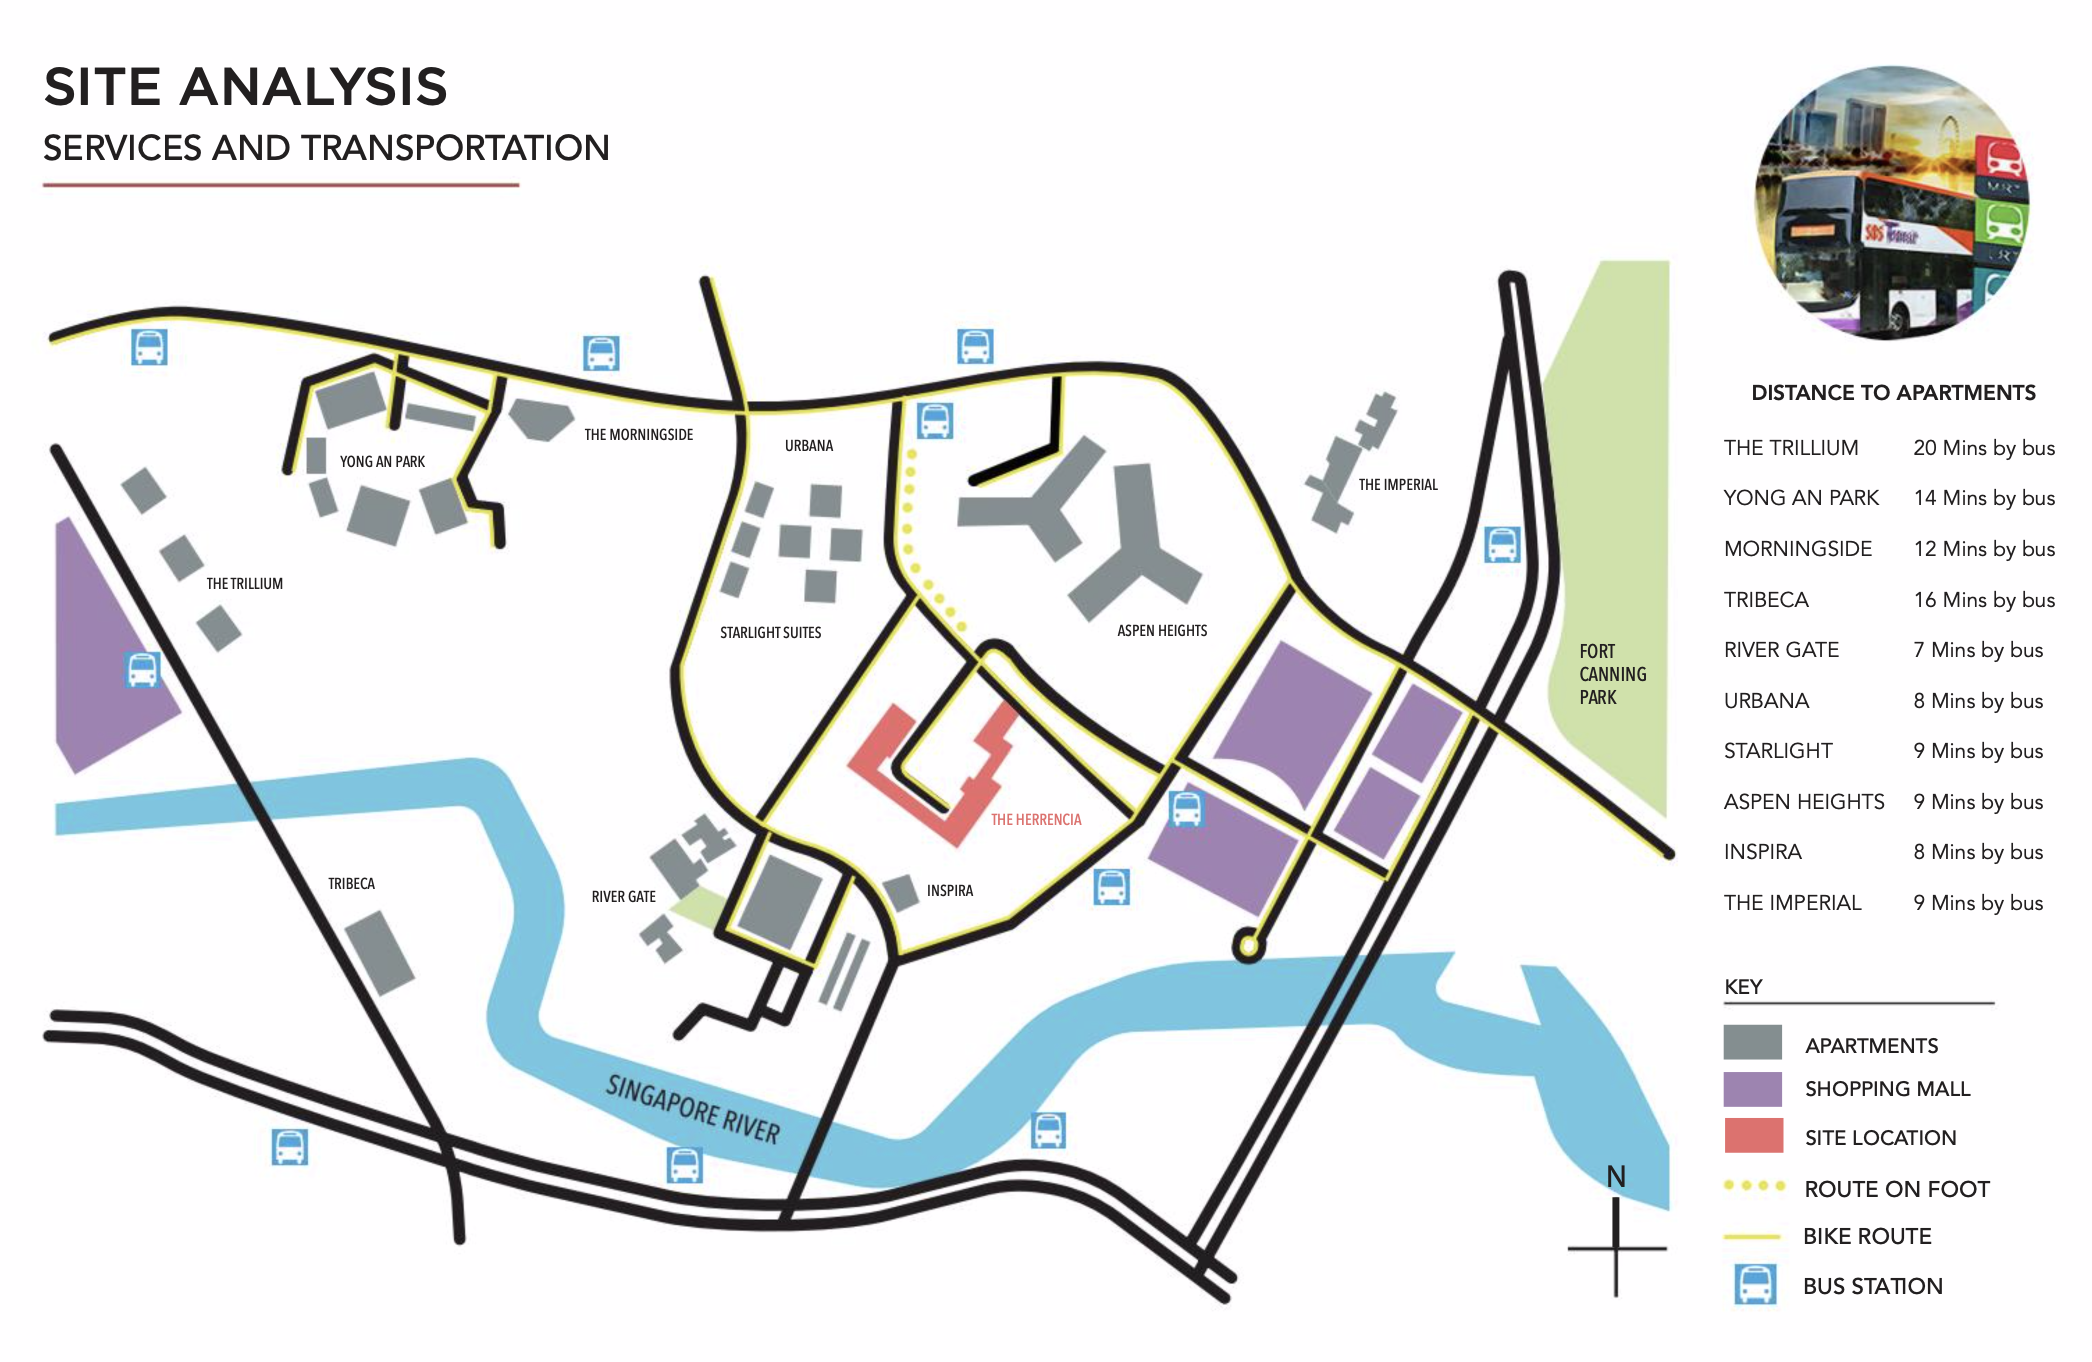 SITE ANALYSIS
SERVICES AND TRANSPORTATION
THE MORNINGSIDE
URBANA
YONG AN PARK
THE IMPERIAL
THE TRILLIUM
STARLIGHT SUITES
ASPEN HEIGHTS
FORT
CANNING
PARK
THE HERRENCIA
TRIBECA
RIVER GATE
INSPIRA
SINGAPORE RIVER
N
SBS Transit
DISTANCE TO APARTMENTS
THE TRILLIUM 20 Mins by bus
YONG AN PARK 14 Mins by bus
MORNINGSIDE 12 Mins by bus
TRIBECA 16 Mins by bus
RIVER GATE 7 Mins by bus
URBANA 8 Mins by bus
STARLIGHT 9 Mins by bus
ASPEN HEIGHTS 9 Mins by bus
INSPIRA 8 Mins by bus
THE IMPERIAL 9 Mins by bus
KEY
APARTMENTS
SHOPPING MALL
SITE LOCATION
ROUTE ON FOOT
BIKE ROUTE
BUS STATION